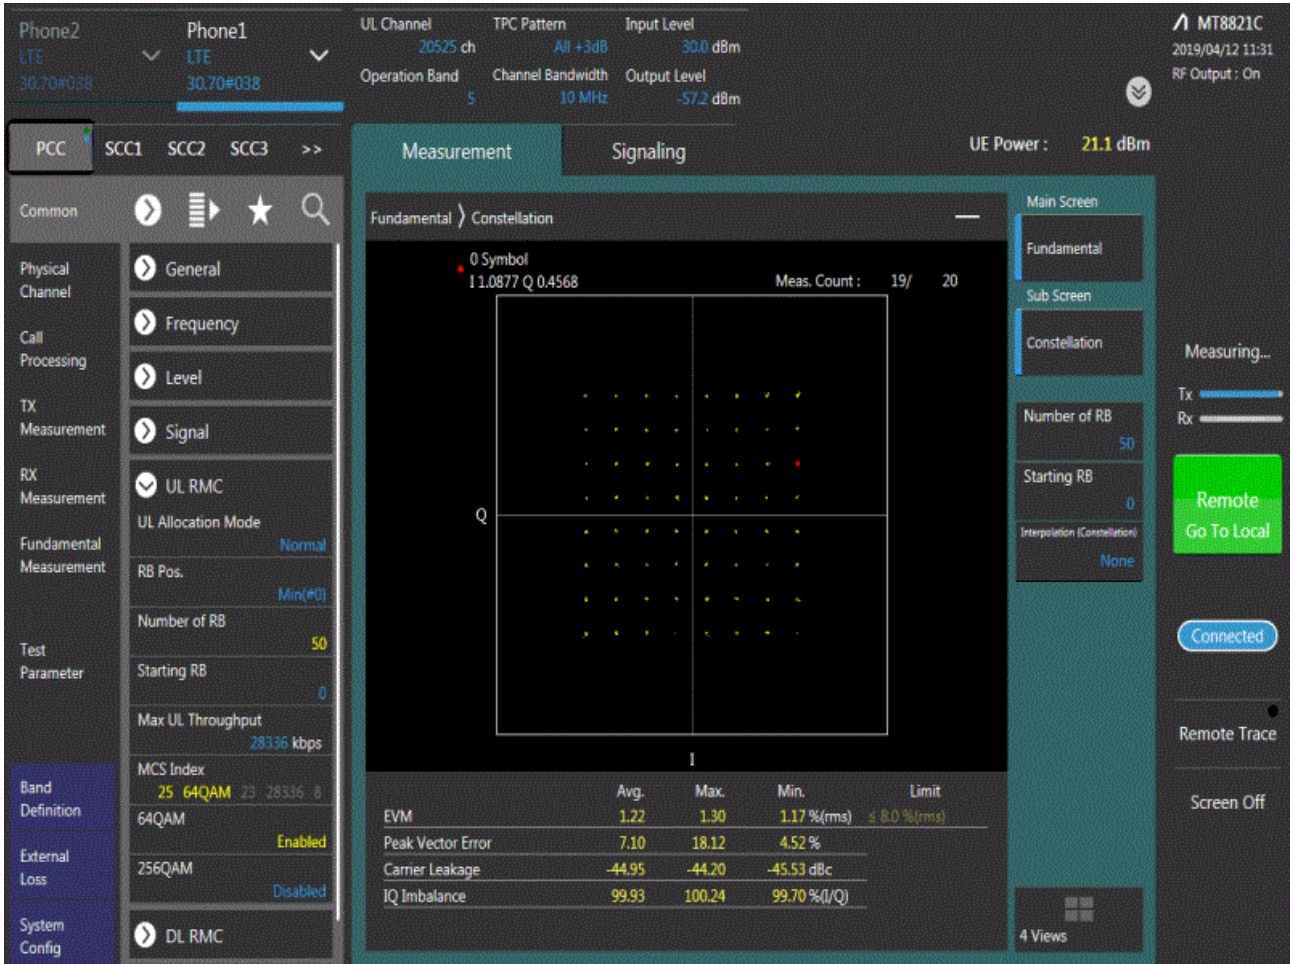 Phone2
LTE
30.70#038
Phone1
LTE
30.70#038
UL Channel
20525 ch
Operation Band
5
TPC Pattern
All +3dB
Channel Bandwidth
10 MHz
Input Level
30.0 dBm
Output Level
-57.2 dBm
MT8821C
2019/04/12 11:31
RF Output : On
PCC SCC1 SCC2 SCC3 >>
Measurement Signaling
UE Power : 21.1 dBm
Common
Physical
Channel
Call
Processing
TX
Measurement
RX
Measurement
Fundamental
Measurement
Test
Parameter
Band
Definition
External
Loss
System
Config
General
Frequency
Level
Signal
UL RMC
UL Allocation Mode
Normal
RB Pos.
Min(#0)
Number of RB
50
Starting RB
0
Max UL Throughput
28336 kbps
MCS Index
25 64QAM 23 28336 8
64QAM
Enabled
256QAM
Disabled
DL RMC
Fundamental 〉 Constellation
0 Symbol
I 1.0877 Q 0.4568
Meas. Count : 19/ 20
Q
I
Avg. Max. Min. Limit
EVM 1.22 1.30 1.17 %(rms) ≤ 8.0 %(rms)
Peak Vector Error 7.10 18.12 4.52 %
Carrier Leakage -44.95 -44.20 -45.53 dBc
IQ Imbalance 99.93 100.24 99.70 %(I/Q)
Main Screen
Fundamental
Sub Screen
Constellation
Number of RB
50
Starting RB
0
Interpolation (Constellation)
None
4 Views
Measuring...
Tx
Rx
Remote
Go To Local
Connected
Remote Trace
Screen Off